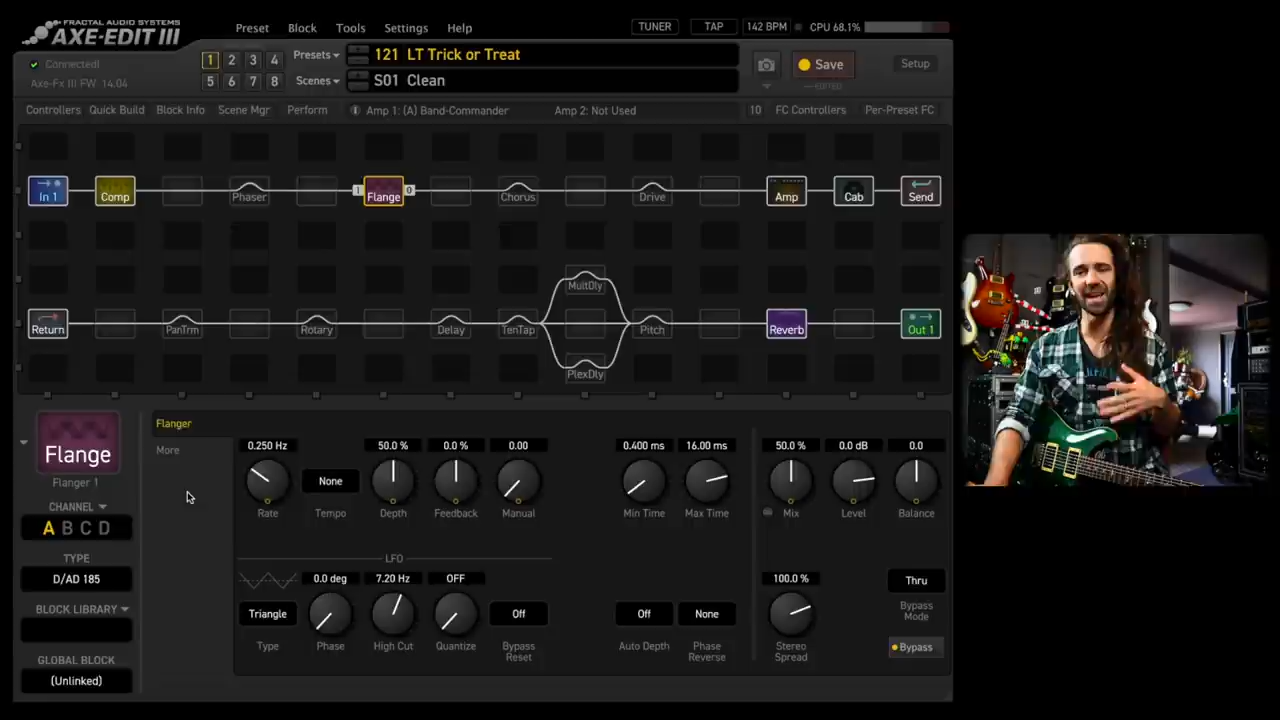 FRACTAL AUDIO SYSTEMS
AXE-EDIT III
Preset Block Tools Settings Help
TUNER TAP 142 BPM CPU 68.1%
Connected!
Axe-Fx III FW 14.04
1 2 3 4
5 6 7 8
Presets 121 LT Trick or Treat
Scenes S01 Clean
Save
EDITED
Setup
Controllers Quick Build Block Info Scene Mgr Perform
Amp 1: (A) Band-Commander Amp 2: Not Used
10 FC Controllers Per-Preset FC
In 1 Comp Phaser 1 Flange 0 Chorus Drive Amp Cab Send
MultDly
Return PanTrm Rotary Delay TenTap Pitch Reverb Out 1
PlexDly
Flange
Flanger 1
CHANNEL
A B C D
TYPE
D/AD 185
BLOCK LIBRARY
GLOBAL BLOCK
(Unlinked)
Flanger
More
0.250 Hz 50.0 % 0.0 % 0.00 0.400 ms 16.00 ms 50.0 % 0.0 dB 0.0
None
Rate Tempo Depth Feedback Manual Min Time Max Time Mix Level Balance
LFO
0.0 deg 7.20 Hz OFF 100.0 % Thru
Triangle Off Off None
Type Phase High Cut Quantize Bypass Reset Auto Depth Phase Reverse Stereo Spread
Bypass Mode
Bypass